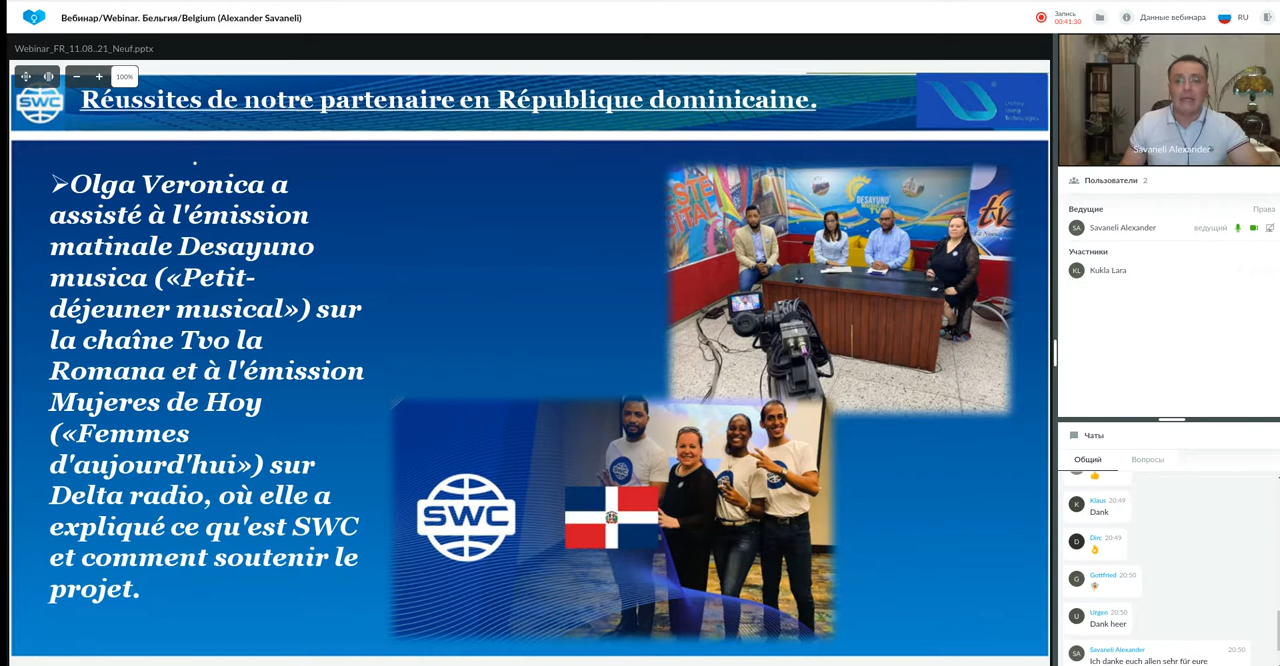 Вебинар/Webinar. Бельгия/Belgium (Alexander Savaneli)
Запись
00:41:30
Данные вебинара
RU
Webinar_FR_11.08..21_Neuf.pptx
100%
SWC
Réussites de notre partenaire en République dominicaine.
➢Olga Veronica a
assisté à l'émission
matinale Desayuno
musica («Petit-
déjeuner musical») sur
la chaîne Tvo la
Romana et à l'émission
Mujeres de Hoy
(«Femmes
d'aujourd'hui») sur
Delta radio, où elle a
expliqué ce qu'est SWC
et comment soutenir le
projet.
DESAYUNO
MUSICAL
TV
SWC
Savaneli Alexander
Пользователи 2
Ведущие Права
SA Savaneli Alexander ведущий
Участники
KL Kukla Lara
Чаты
Общий Вопросы
K Klaus 20:49
Dank
D Dirc 20:49
G Gottfried 20:50
U Urgen 20:50
Dank heer
SA Savaneli Alexander 20:50
Ich danke euch allen sehr für eure